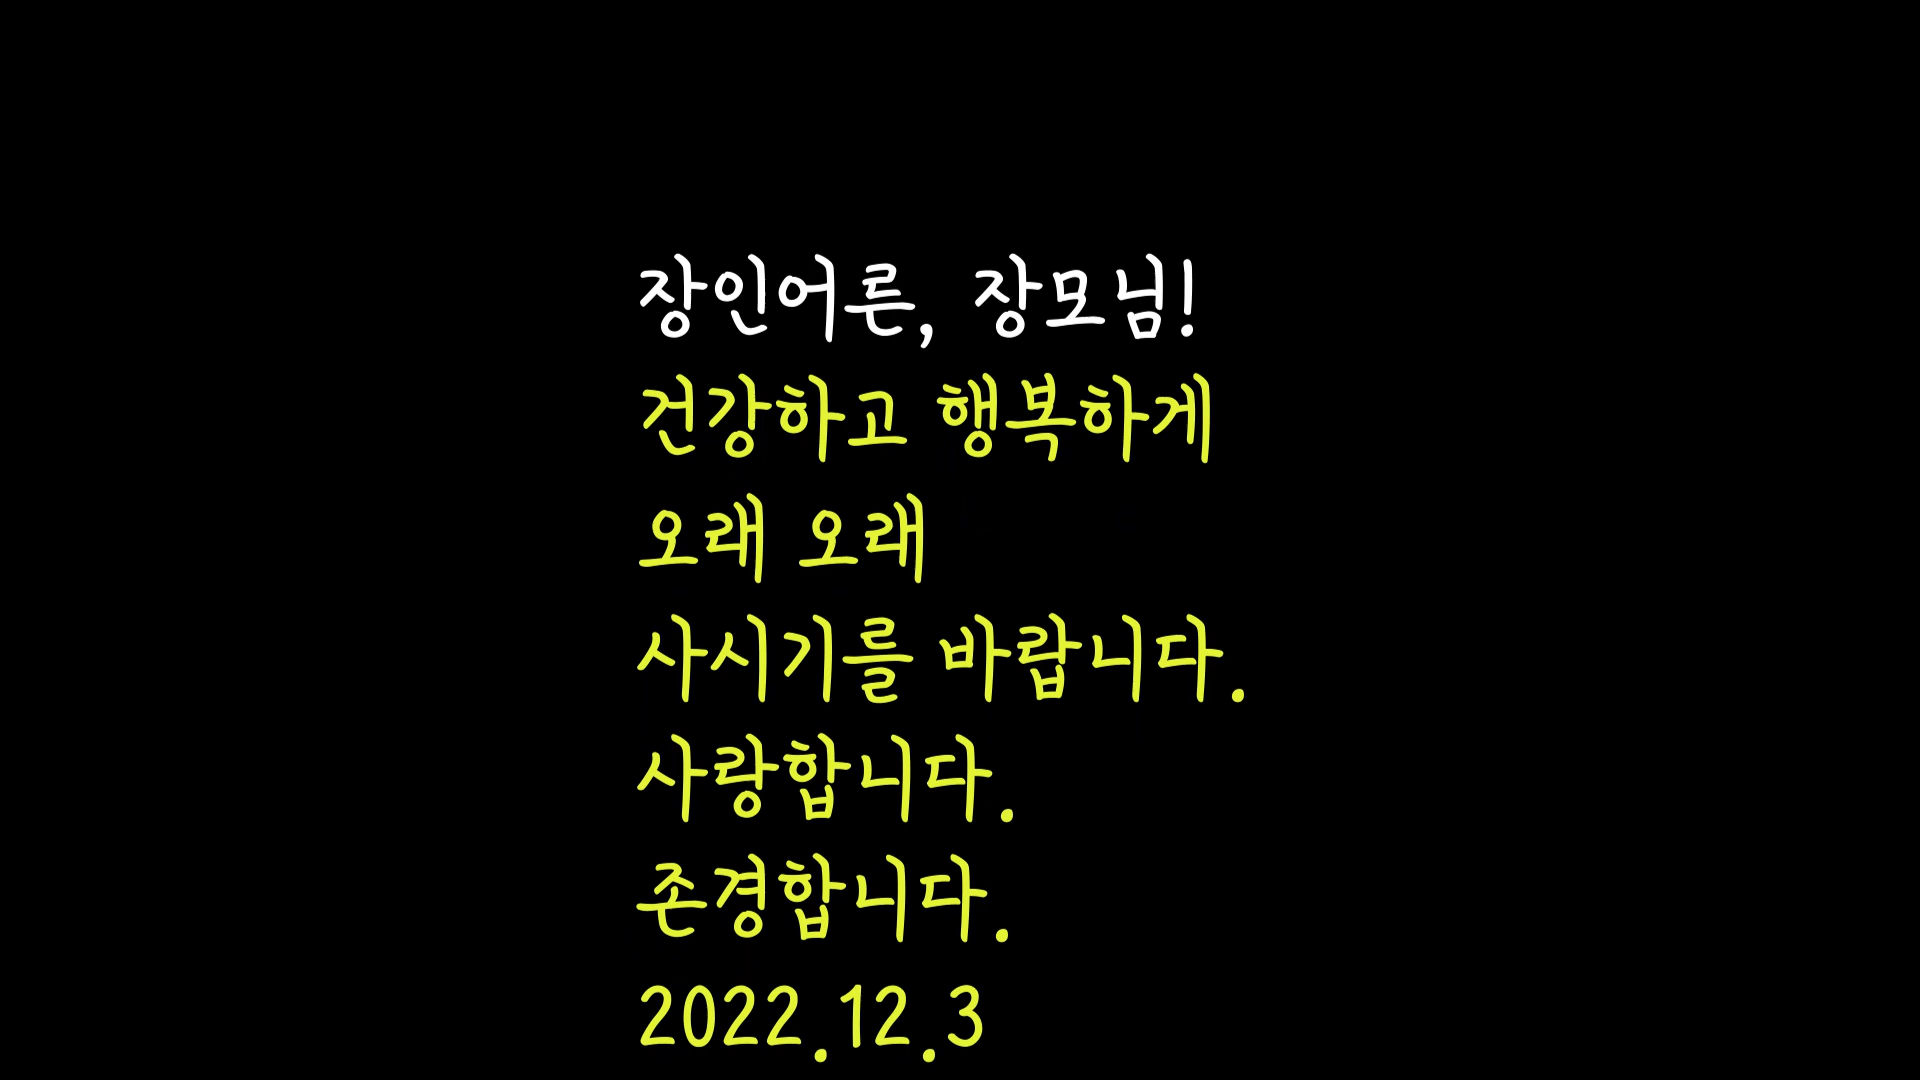 장인어른, 장모님!
건강하고 행복하게
오래 오래
사시기를 바랍니다.
사랑합니다.
존경합니다.
2022.12.3